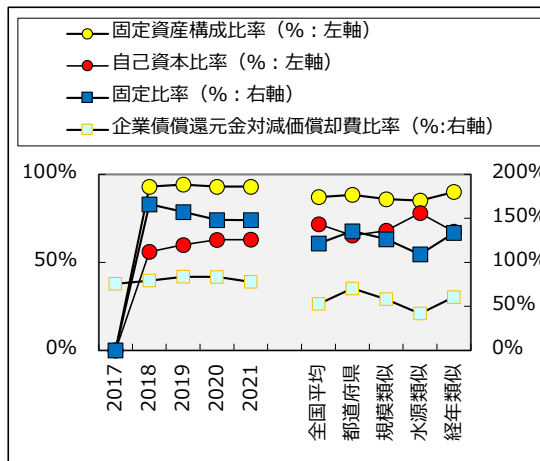 固定資産構成比率（%：左軸）
自己資本比率（%：左軸）
固定比率（%：右軸）
企業債償還元金対減価償却費比率（%:右軸）
100%
50%
0%
200%
150%
100%
50%
0%
2017
2018
2019
2020
2021
全国平均
都道府県
規模類似
水源類似
経年類似